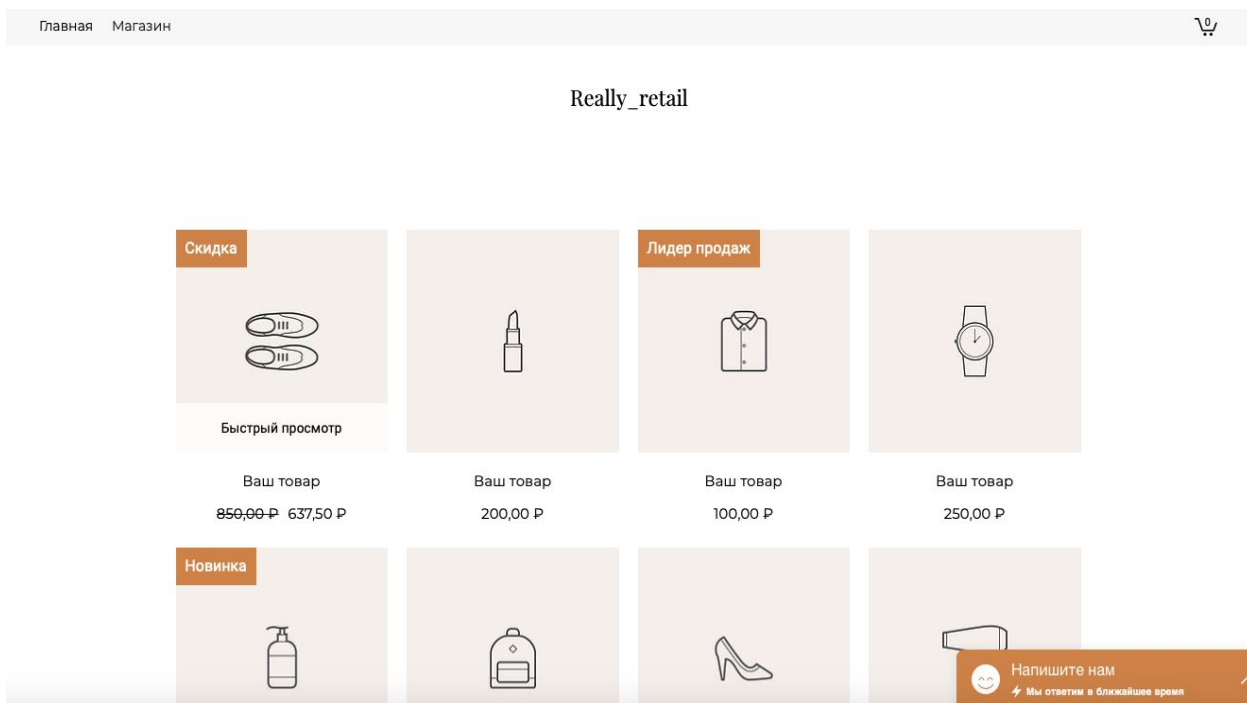 Главная Магазин 0
Really_retail
Скидка
Лидер продаж
Быстрый просмотр
Ваш товар Ваш товар Ваш товар Ваш товар
850,00 ₽ 637,50 ₽ 200,00 ₽ 100,00 ₽ 250,00 ₽
Новинка
Напишите нам
Мы ответим в ближайшее время